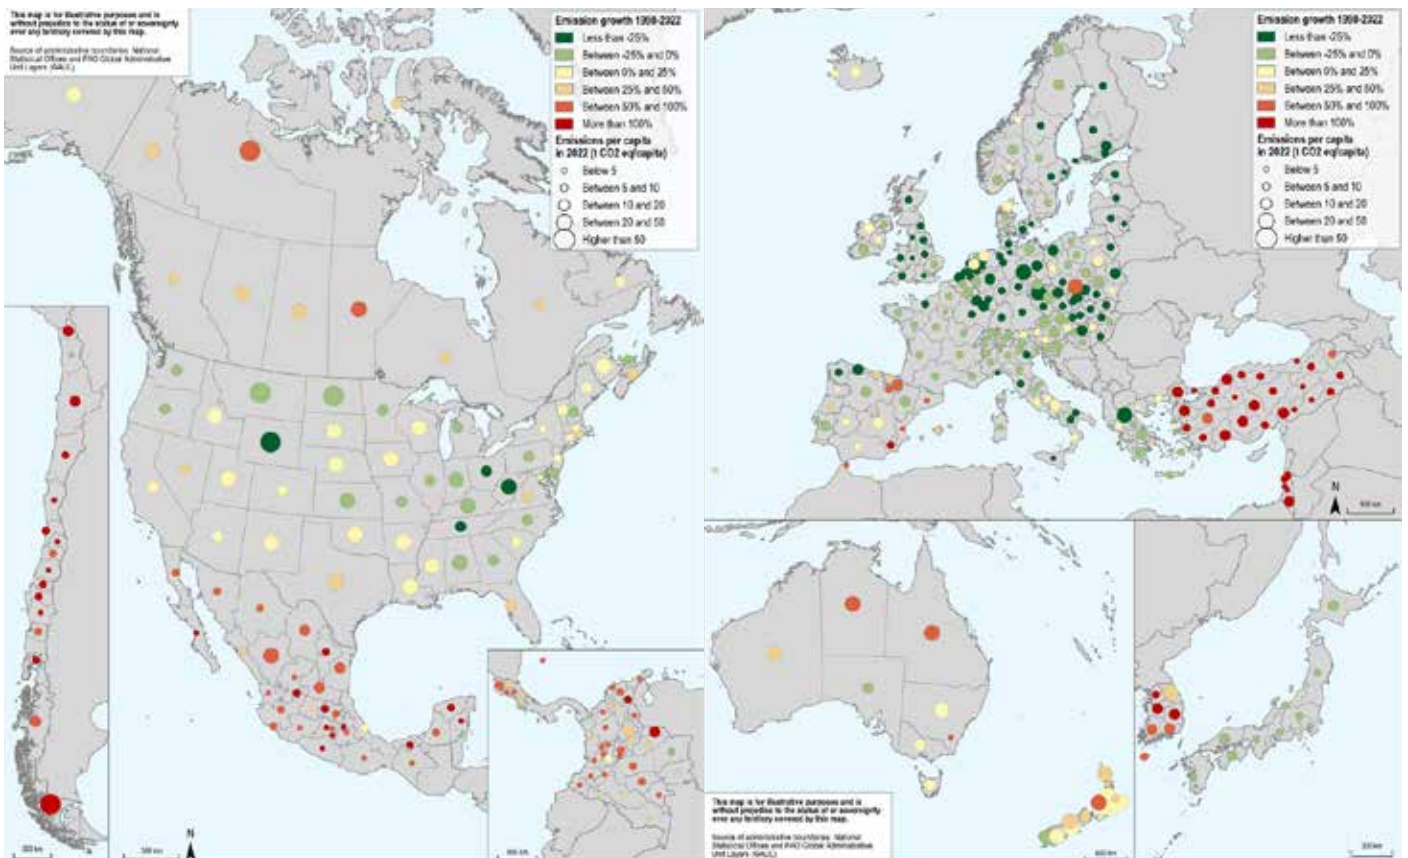 This map is for illustrative purposes and is
without prejudice to the status of or sovereignty
over any territory covered by this map.
Source of administrative boundaries: National
Statistical Offices and FAO Global Administrative
Unit Layers (GAUL).
Emission growth 1990-2022
Less than -25%
Between -25% and 0%
Between 0% and 25%
Between 25% and 50%
Between 50% and 100%
More than 100%
Emissions per capita
in 2022 (t CO2 eq/capita)
Below 5
Between 5 and 10
Between 10 and 20
Between 20 and 50
Higher than 50
N
Emission growth 1990-2022
Less than -25%
Between -25% and 0%
Between 0% and 25%
Between 25% and 50%
Between 50% and 100%
More than 100%
Emissions per capita
in 2022 (t CO2 eq/capita)
Below 5
Between 5 and 10
Between 10 and 20
Between 20 and 50
Higher than 50
N
km
This map is for illustrative purposes and is
without prejudice to the status of or sovereignty
over any territory covered by this map.
Source of administrative boundaries: National
Statistical Offices and FAO Global Administrative
Unit Layers (GAUL).
N
km
km
km
km
km